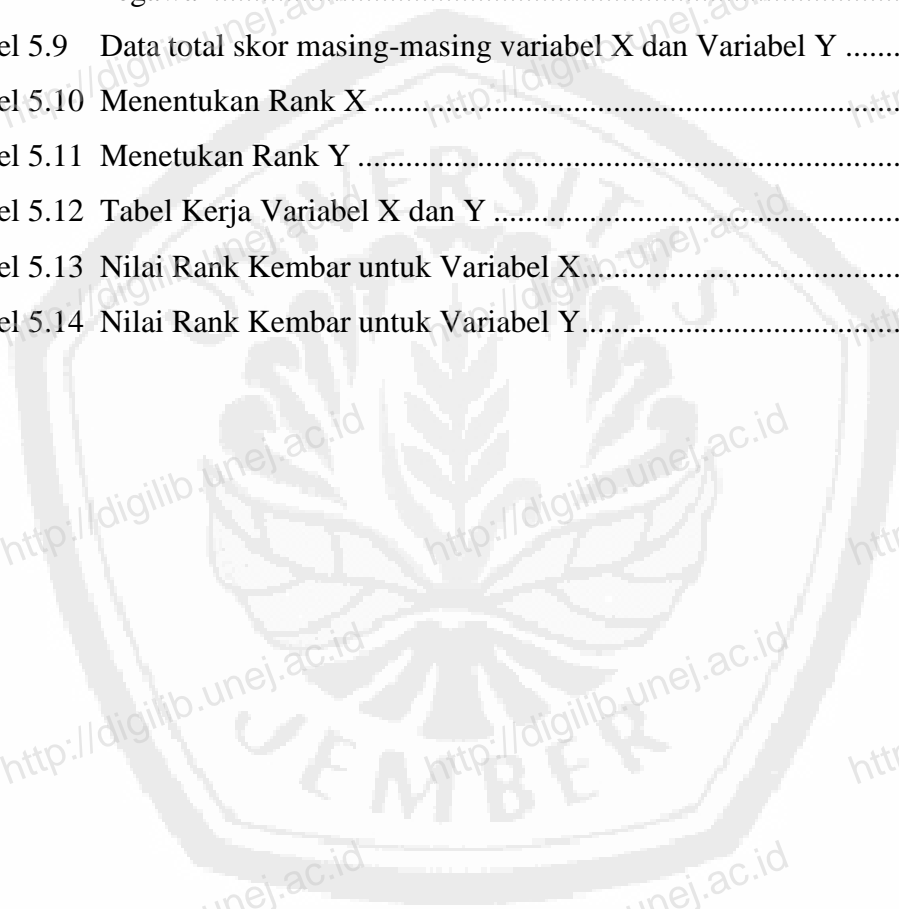 el 5.9 Data total skor masing-masing variabel X dan Variabel Y ........
el 5.10 Menentukan Rank X ....................................................................
el 5.11 Menetukan Rank Y ......................................................................
el 5.12 Tabel Kerja Variabel X dan Y .....................................................
el 5.13 Nilai Rank Kembar untuk Variabel X..........................................
el 5.14 Nilai Rank Kembar untuk Variabel Y..........................................
UNIVERSITAS
JEMBER
http://digilib.unej.ac.id
http://digilib.unej.ac.id
http://digilib.unej.ac.id
http://digilib.unej.ac.id
http://digilib.unej.ac.id
http://digilib.unej.ac.id